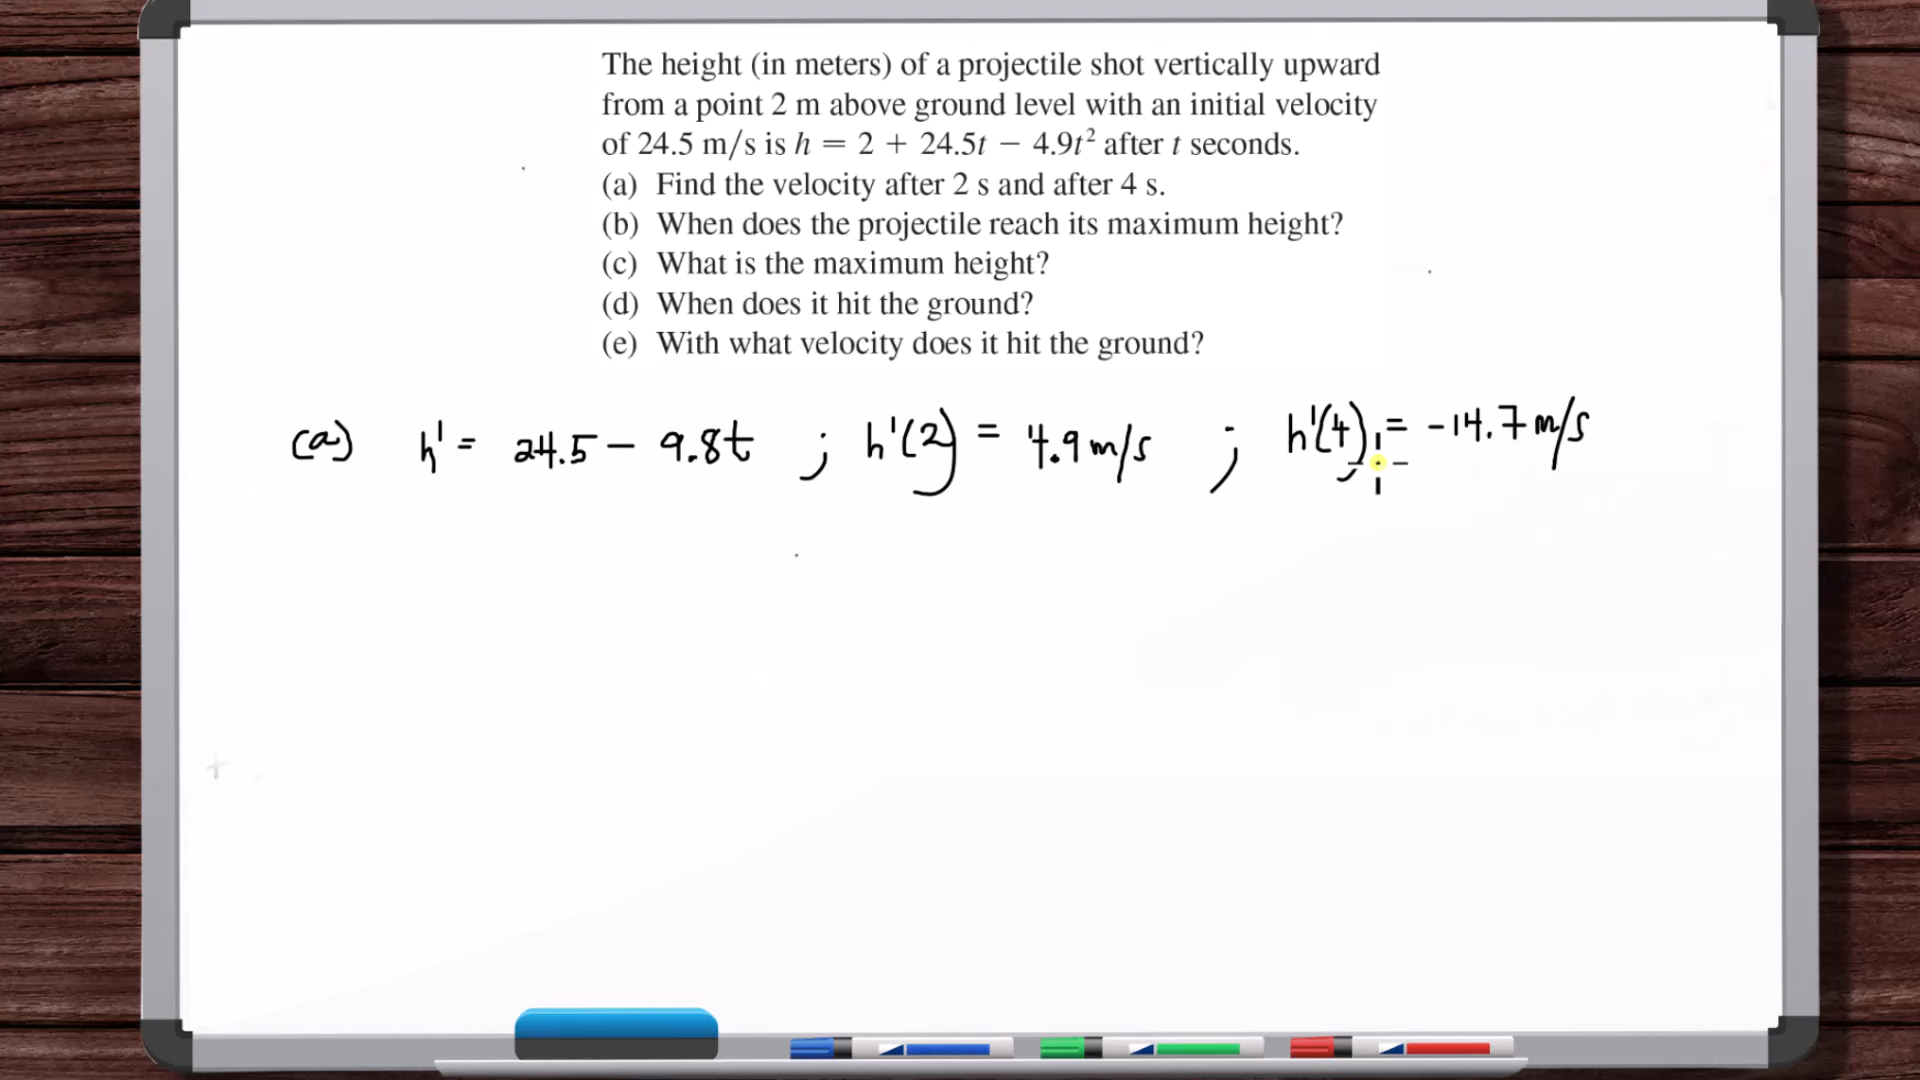 The height (in meters) of a projectile shot vertically upward
from a point 2 m above ground level with an initial velocity
of 24.5 m/s is h = 2 + 24.5t − 4.9t² after t seconds.
(a) Find the velocity after 2 s and after 4 s.
(b) When does the projectile reach its maximum height?
(c) What is the maximum height?
(d) When does it hit the ground?
(e) With what velocity does it hit the ground?
(a) h' = 24.5 − 9.8t ; h'(2) = 4.9 m/s ; h'(4) = -14.7 m/s